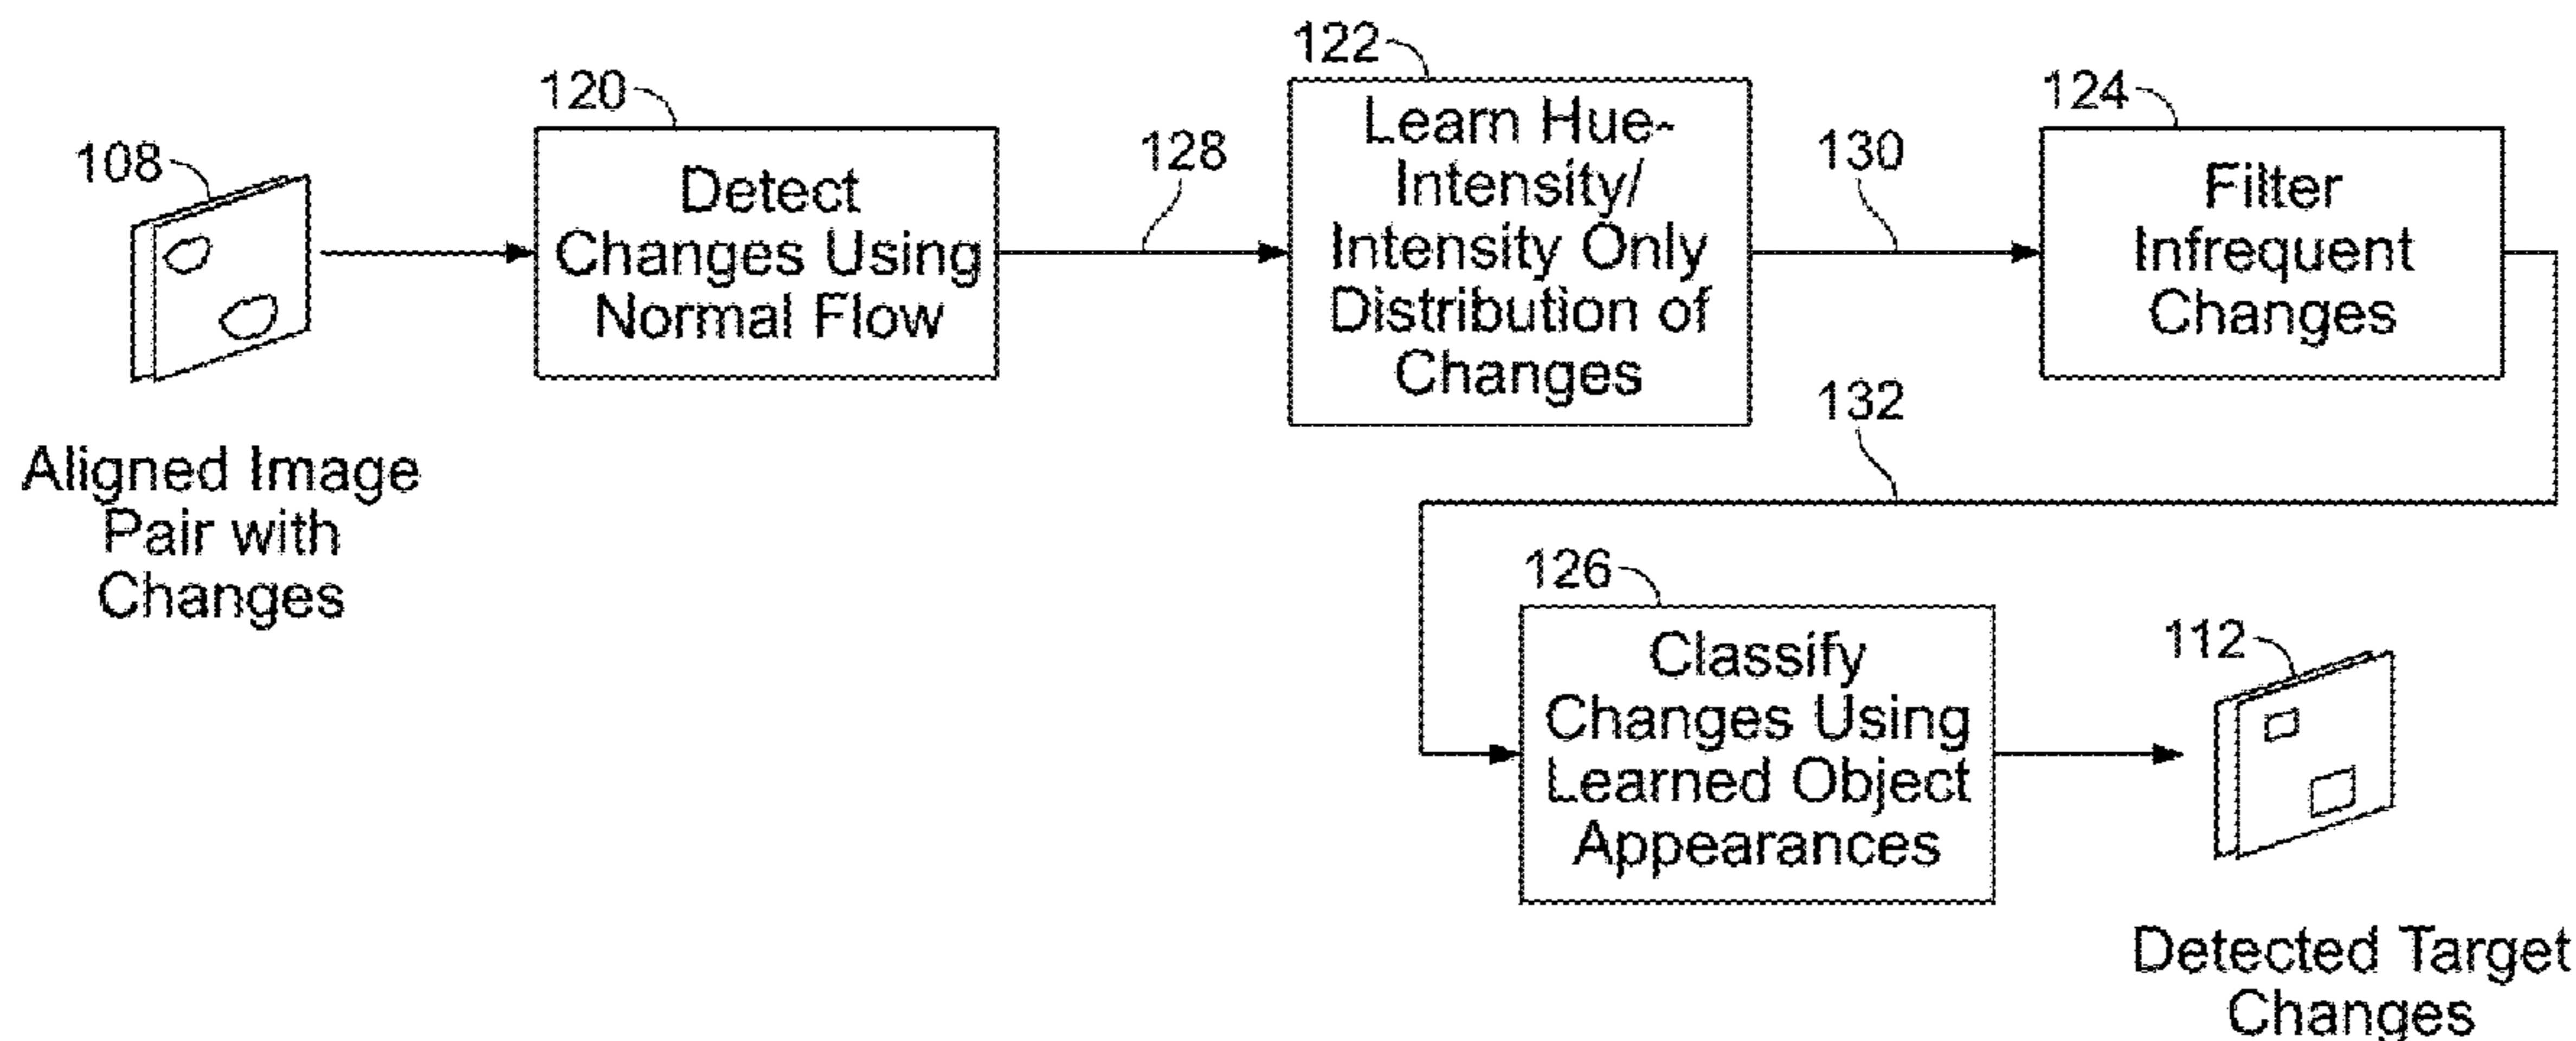 108
Aligned Image
Pair with
Changes
120
Detect
Changes Using
Normal Flow
128
122
Learn Hue-
Intensity/
Intensity Only
Distribution of
Changes
130
124
Filter
Infrequent
Changes
132
126
Classify
Changes Using
Learned Object
Appearances
112
Detected Target
Changes